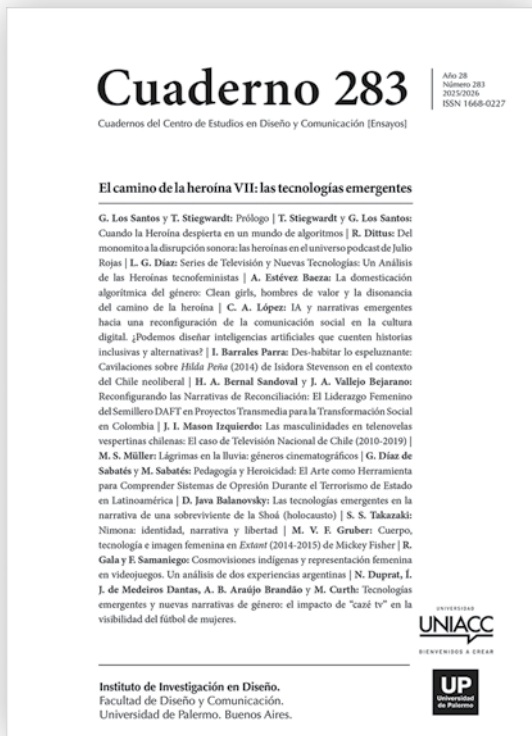 Cuaderno 283
Año 28
Número 283
2025/2026
ISSN 1668-0227
Cuadernos del Centro de Estudios en Diseño y Comunicación [Ensayos]
El camino de la heroína VII: las tecnologías emergentes
G. Los Santos y T. Stiegwardt: Prólogo | T. Stiegwardt y G. Los Santos:
Cuando la Heroína despierta en un mundo de algoritmos | R. Dittus: Del
monomito a la disrupción sonora: las heroínas en el universo podcast de Julio
Rojas | L. G. Díaz: Series de Televisión y Nuevas Tecnologías: Un Análisis
de las Heroínas tecnofeministas | A. Estévez Baeza: La domesticación
algorítmica del género: Clean girls, hombres de valor y la disonancia
del camino de la heroína | C. A. López: IA y narrativas emergentes
hacia una reconfiguración de la comunicación social en la cultura
digital. ¿Podemos diseñar inteligencias artificiales que cuenten historias
inclusivas y alternativas? | I. Barrales Parra: Des-habitar lo espeluznante:
Cavilaciones sobre Hilda Peña (2014) de Isidora Stevenson en el contexto
del Chile neoliberal | H. A. Bernal Sandoval y J. A. Vallejo Bejarano:
Reconfigurando las Narrativas de Reconciliación: El Liderazgo Femenino
del Semillero DAFT en Proyectos Transmedia para la Transformación Social
en Colombia | J. I. Mason Izquierdo: Las masculinidades en telenovelas
vespertinas chilenas: El caso de Televisión Nacional de Chile (2010-2019) |
M. S. Müller: Lágrimas en la lluvia: géneros cinematográficos | G. Díaz de
Sabatés y M. Sabatés: Pedagogía y Heroicidad: El Arte como Herramienta
para Comprender Sistemas de Opresión Durante el Terrorismo de Estado
en Latinoamérica | D. Java Balanovsky: Las tecnologías emergentes en la
narrativa de una sobreviviente de la Shoá (holocausto) | S. S. Takazaki:
Nimona: identidad, narrativa y libertad | M. V. F. Gruber: Cuerpo,
tecnología e imagen femenina en Extant (2014-2015) de Mickey Fisher | R.
Gala y F. Samaniego: Cosmovisiones indígenas y representación femenina
en videojuegos. Un análisis de dos experiencias argentinas | N. Duprat, Í.
J. de Medeiros Dantas, A. B. Araújo Brandão y M. Curth: Tecnologías
emergentes y nuevas narrativas de género: el impacto de "cazé tv" en la
visibilidad del fútbol de mujeres.
UNIVERSIDAD
UNIACC
BIENVENIDOS A CREAR
UP
Universidad
de Palermo
Instituto de Investigación en Diseño.
Facultad de Diseño y Comunicación.
Universidad de Palermo. Buenos Aires.